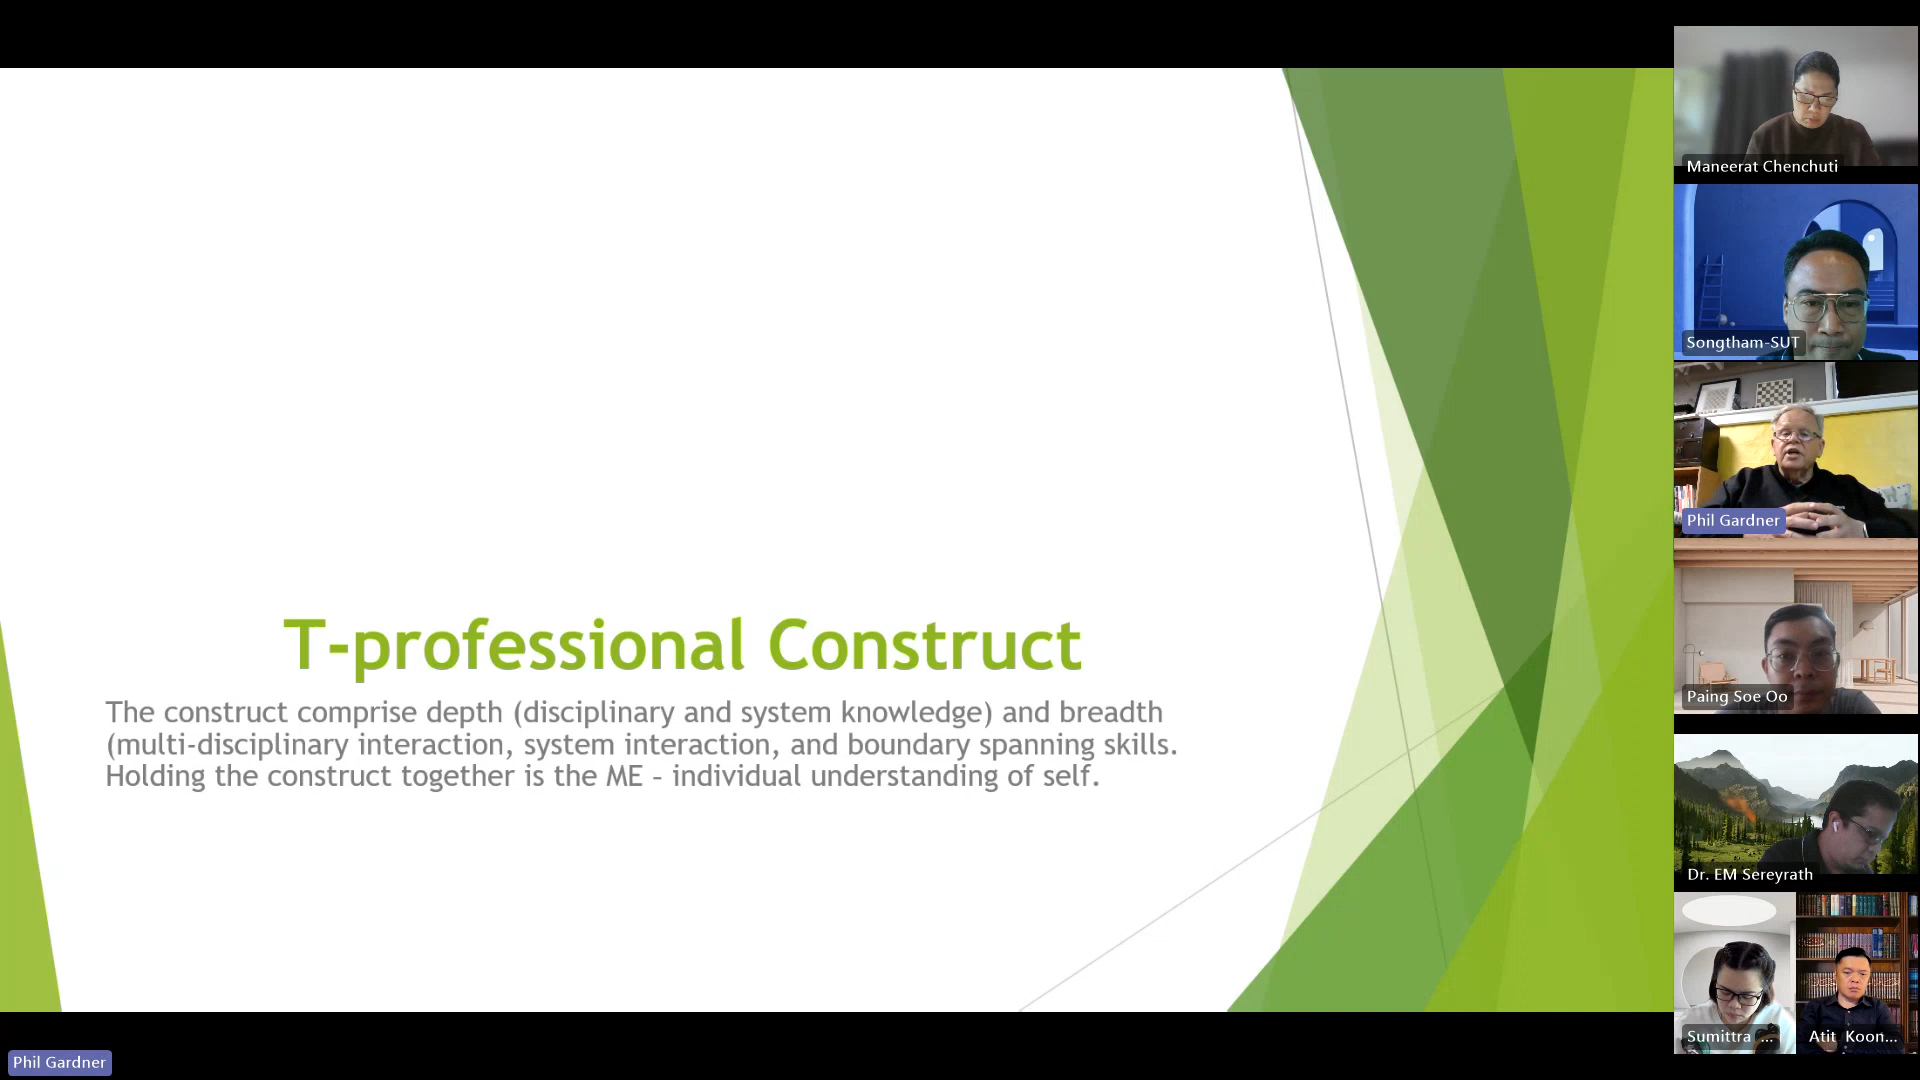 T-professional Construct
The construct comprise depth (disciplinary and system knowledge) and breadth
(multi-disciplinary interaction, system interaction, and boundary spanning skills.
Holding the construct together is the ME – individual understanding of self.
Maneerat Chenchuti
Songtham-SUT
Phil Gardner
Paing Soe Oo
Dr. EM Sereyrath
Sumittra ...
Atit Koon...
Phil Gardner